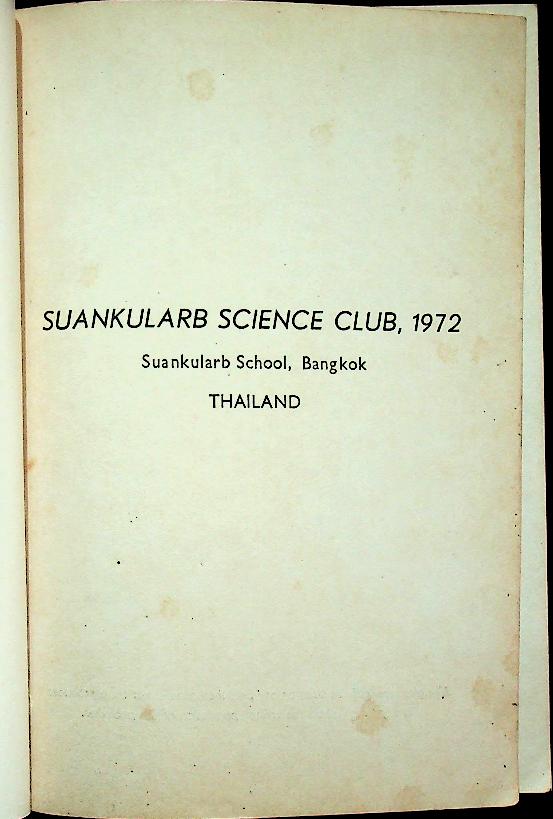 SUANKULARB SCIENCE CLUB, 1972
Suankularb School, Bangkok
THAILAND